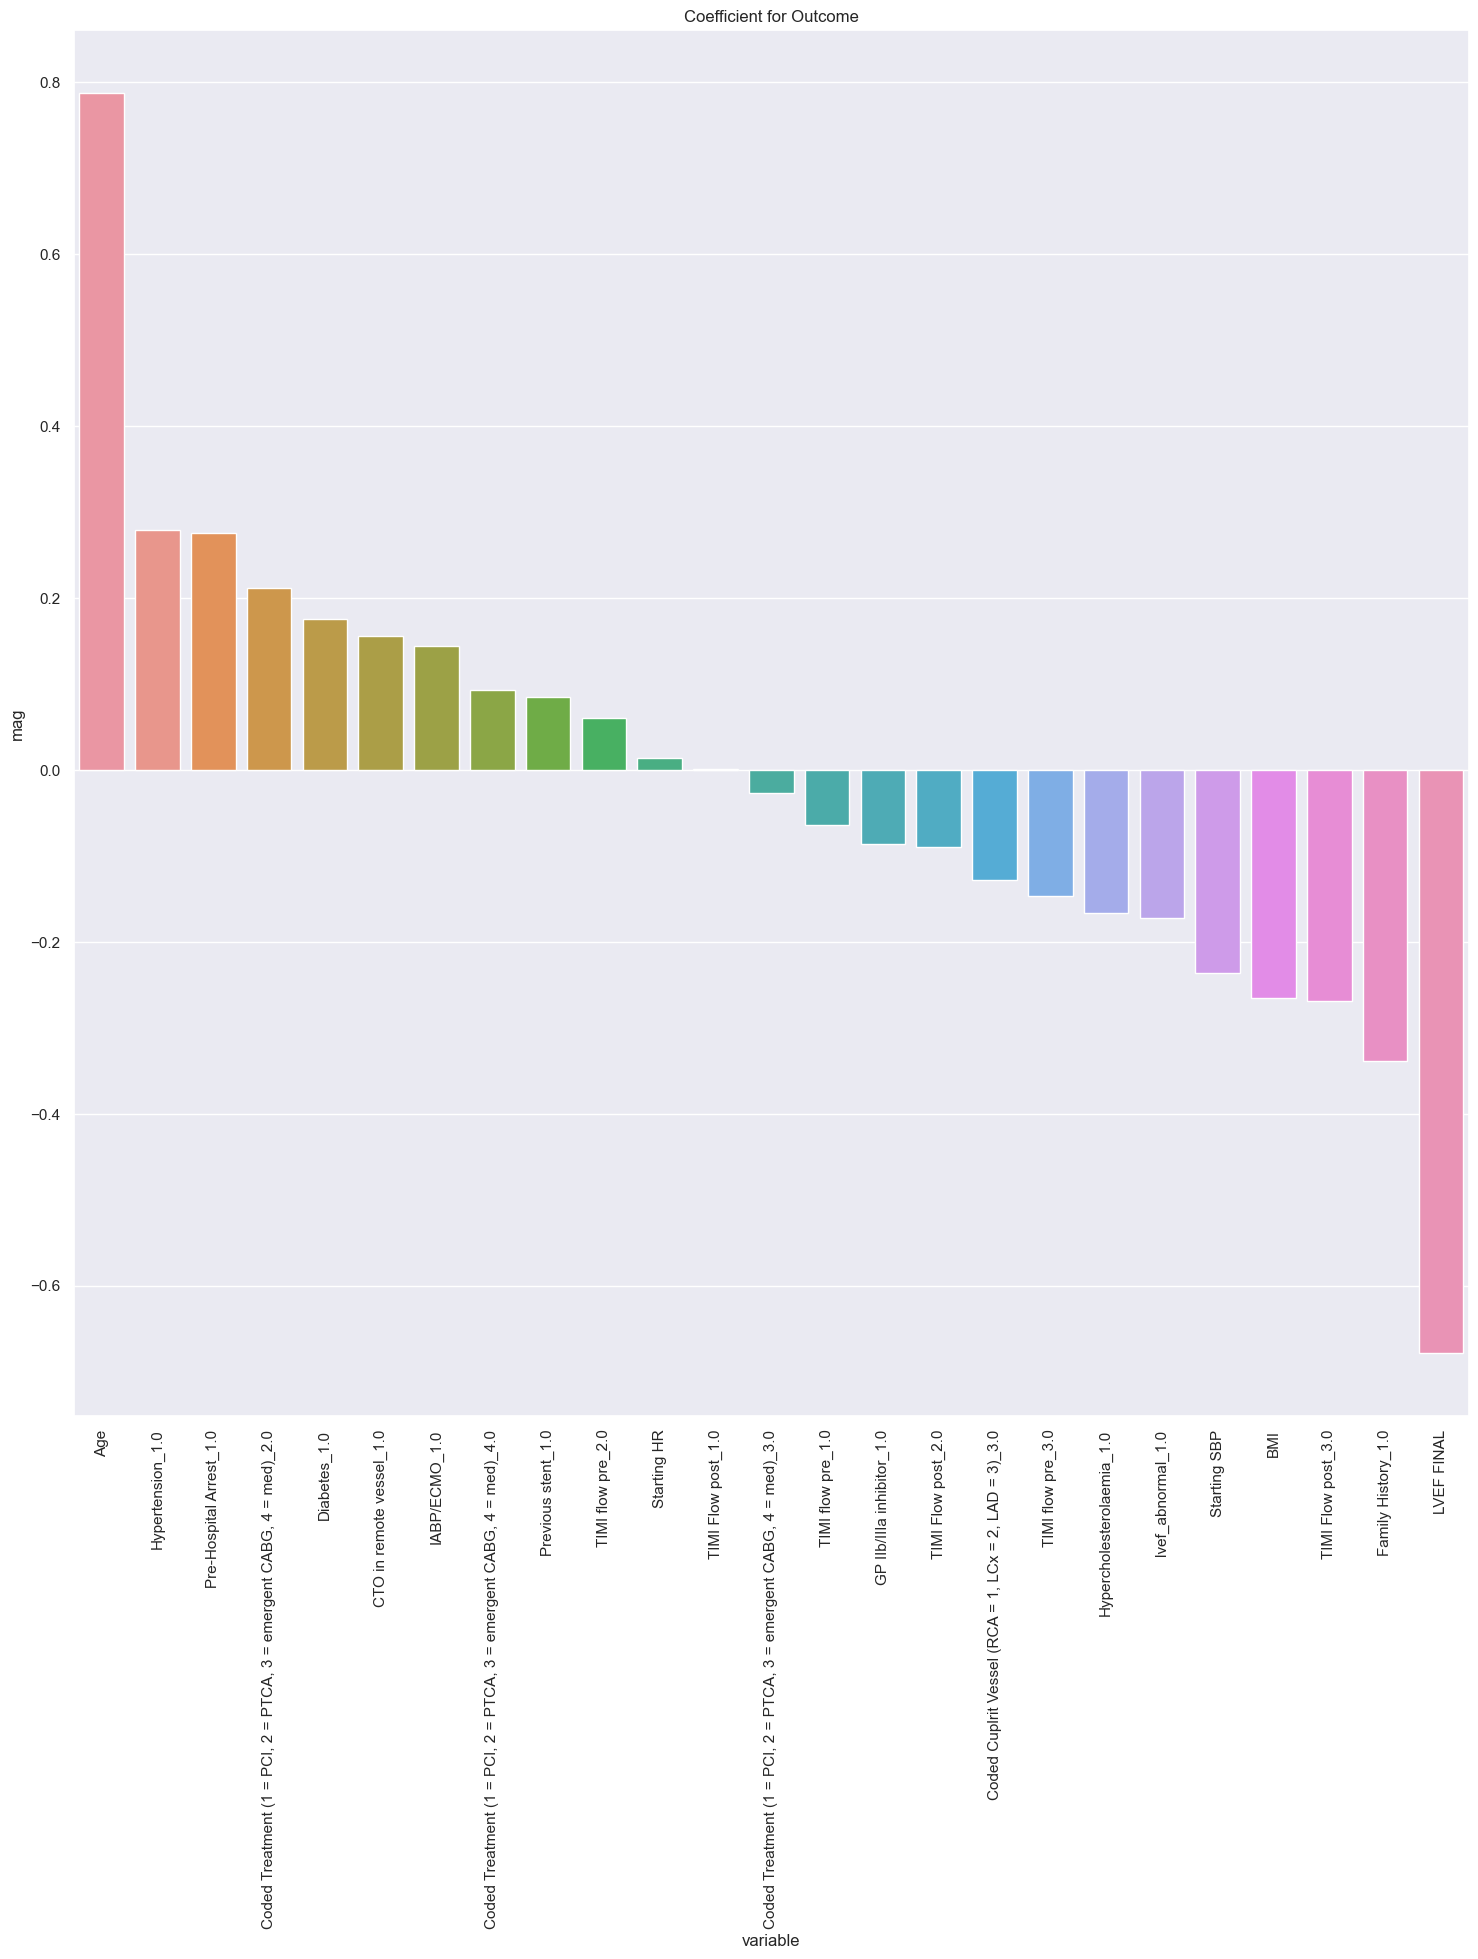 Coefficient for Outcome
mag
0.8
0.6
0.4
0.2
0.0
−0.2
−0.4
−0.6
Age
Hypertension_1.0
Pre-Hospital Arrest_1.0
Coded Treatment (1 = PCI, 2 = PTCA, 3 = emergent CABG, 4 = med)_2.0
Diabetes_1.0
CTO in remote vessel_1.0
IABP/ECMO_1.0
Coded Treatment (1 = PCI, 2 = PTCA, 3 = emergent CABG, 4 = med)_4.0
Previous stent_1.0
TIMI flow pre_2.0
Starting HR
TIMI Flow post_1.0
Coded Treatment (1 = PCI, 2 = PTCA, 3 = emergent CABG, 4 = med)_3.0
TIMI flow pre_1.0
GP IIb/IIIa inhibitor_1.0
TIMI Flow post_2.0
Coded Cuplrit Vessel (RCA = 1, LCx = 2, LAD = 3)_3.0
TIMI flow pre_3.0
Hypercholesterolaemia_1.0
lvef_abnormal_1.0
Starting SBP
BMI
TIMI Flow post_3.0
Family History_1.0
LVEF FINAL
variable